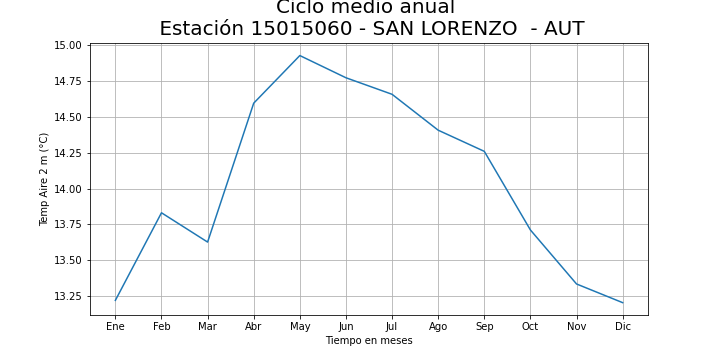 Ciclo medio anual
Estación 15015060 - SAN LORENZO  - AUT
15.00
14.75
14.50
14.25
14.00
13.75
13.50
13.25
Temp Aire 2 m (°C)
Ene Feb Mar Abr May Jun Jul Ago Sep Oct Nov Dic
Tiempo en meses